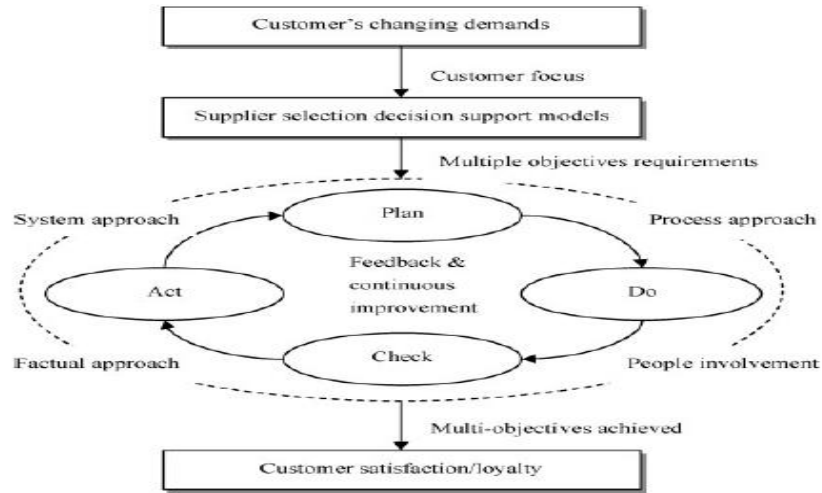 Customer's changing demands
Customer focus
Supplier selection decision support models
Multiple objectives requirements
Plan
System approach
Process approach
Feedback &
continuous
improvement
Act
Do
Check
Factual approach
People involvement
Multi-objectives achieved
Customer satisfaction/loyalty